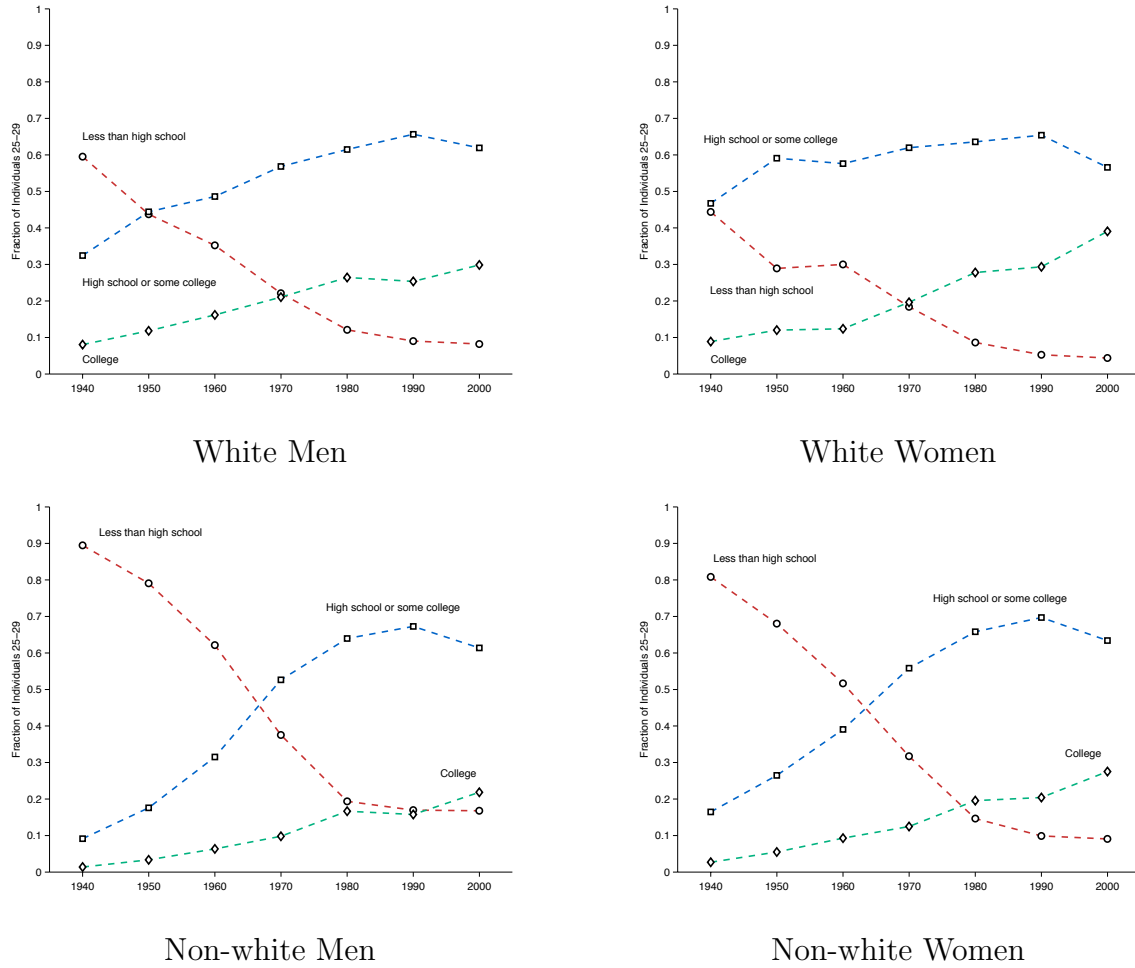 1
0.9
0.8
0.7
0.6
0.5
0.4
0.3
0.2
0.1
0
Fraction of Individuals 25–29
Less than high school
High school or some college
College
1940 1950 1960 1970 1980 1990 2000
White Men
1
0.9
0.8
0.7
0.6
0.5
0.4
0.3
0.2
0.1
0
Fraction of Individuals 25–29
High school or some college
Less than high school
College
1940 1950 1960 1970 1980 1990 2000
White Women
1
0.9
0.8
0.7
0.6
0.5
0.4
0.3
0.2
0.1
0
Fraction of Individuals 25–29
Less than high school
High school or some college
College
1940 1950 1960 1970 1980 1990 2000
Non-white Men
1
0.9
0.8
0.7
0.6
0.5
0.4
0.3
0.2
0.1
0
Fraction of Individuals 25–29
Less than high school
High school or some college
College
1940 1950 1960 1970 1980 1990 2000
Non-white Women